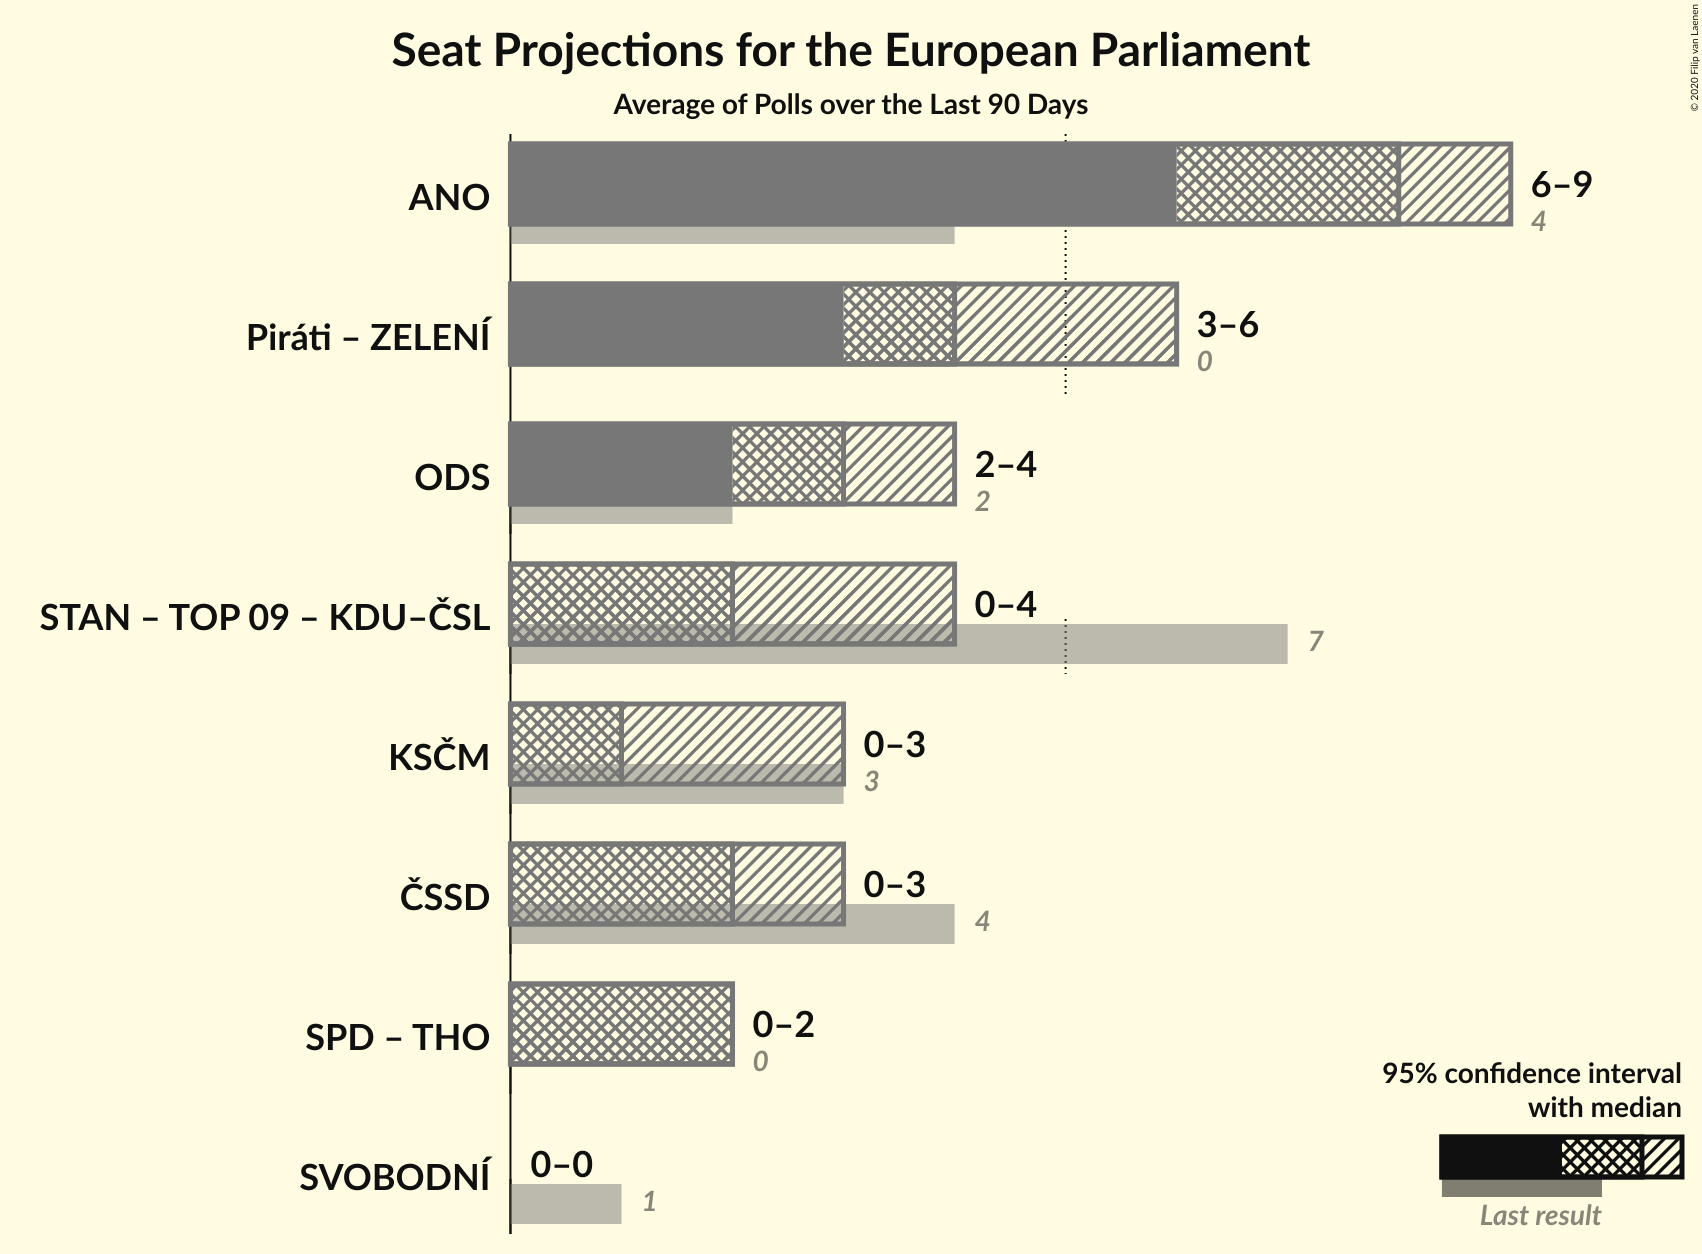 Seat Projections for the European Parliament
Average of Polls over the Last 90 Days
© 2020 Filip van Laenen
ANO
6–9
4
Piráti – ZELENÍ
3–6
0
ODS
2–4
2
STAN – TOP 09 – KDU–ČSL
0–4
7
KSČM
0–3
3
ČSSD
0–3
4
SPD – THO
0–2
0
SVOBODNÍ
0–0
1
95% confidence interval
with median
Last result